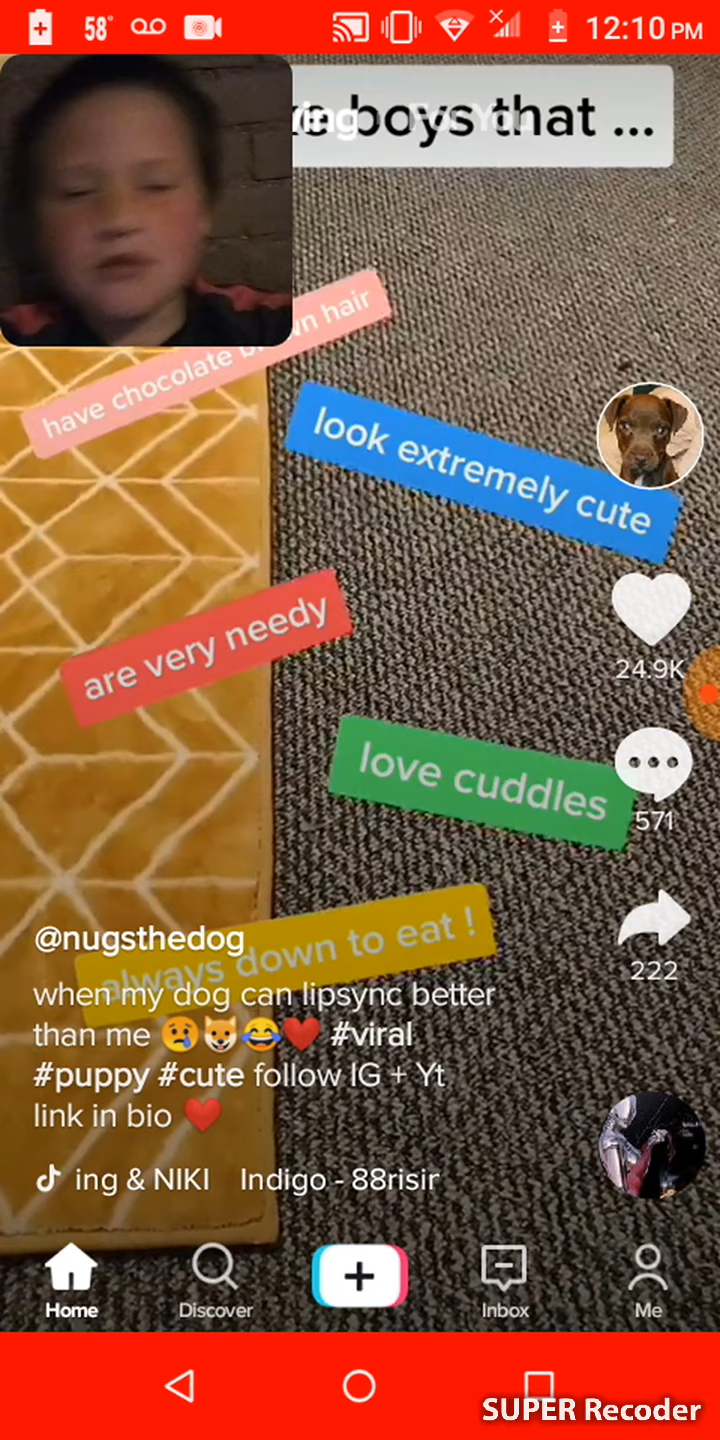 58° 12:10 PM
boys that ...
have chocolate hair
look extremely cute
are very needy
24.9K
love cuddles
571
always down to eat !
@nugsthedog
222
when my dog can lipsync better
than me 😢🐶😂❤️ #viral
#puppy #cute follow IG + Yt
link in bio ❤️
ing & NIKI Indigo - 88risir
Home Discover Inbox Me
SUPER Recoder